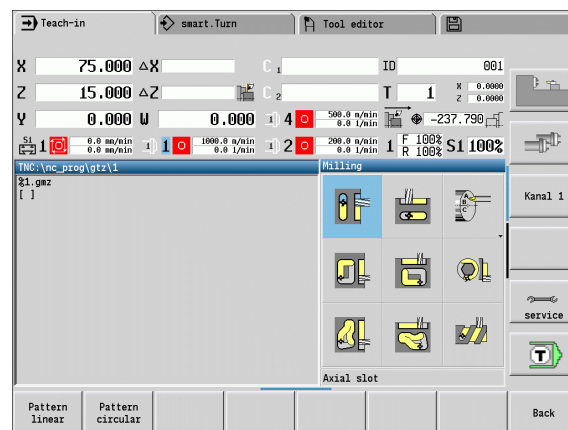 Teach-in smart.Turn Tool editor
X 75.000 △X C 1 ID 001
Z 15.000 △Z C 2 T 1 X 0.0000 Z 0.0000
Y 0.000 W 0.000 4 500.0 m/min 0.0 1/min -237.790
S1 1 0.0 mm/min 0.0 1/min 1 1000.0 m/min 0.0 1/min 2 200.0 m/min 0.0 1/min 1 F 100% R 100% S1 100%
TNC:\nc_prog\gtz\1 Milling
%1.gmz
[ ]
A
B
C
Kanal 1
service
T
Axial slot
Pattern linear
Pattern circular
Back